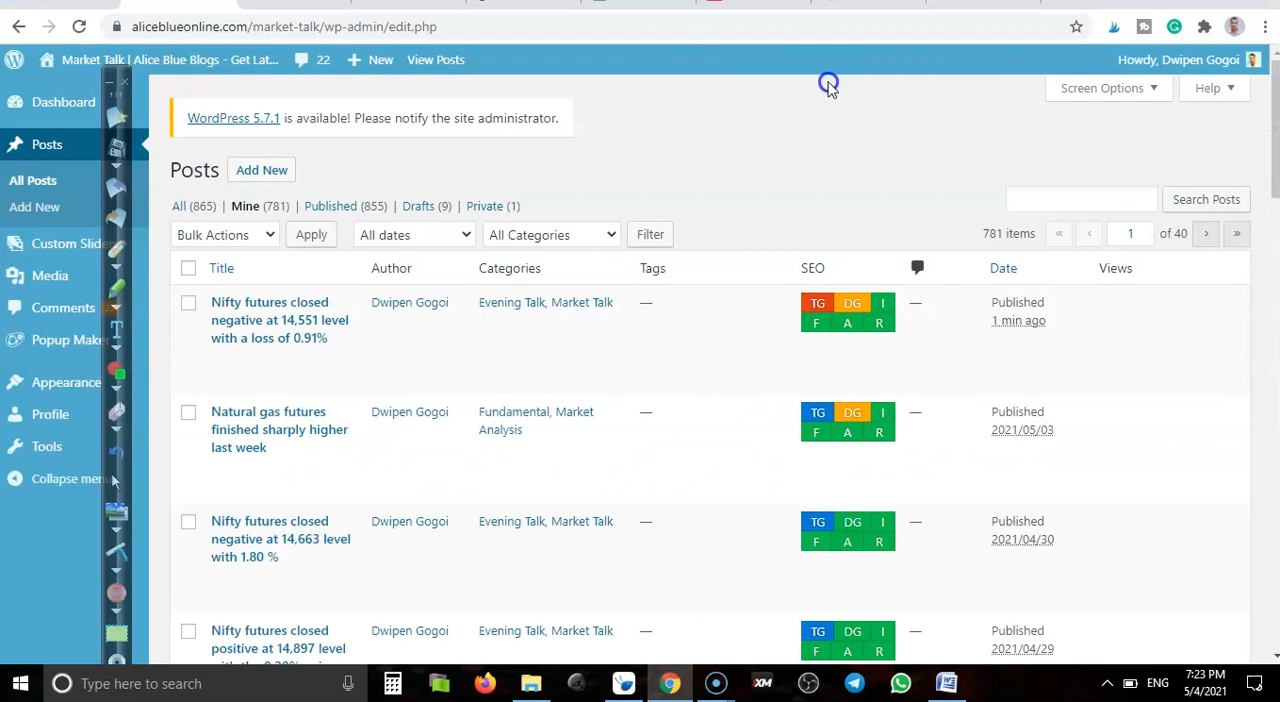 aliceblueonline.com/market-talk/wp-admin/edit.php
Market Talk | Alice Blue Blogs - Get Lat...
22
New
View Posts
Howdy, Dwipen Gogoi
Dashboard
Posts
All Posts
Add New
Custom Slide
Media
Comments
Popup Make
Appearance
Profile
Tools
Collapse menu
1/1
Screen Options
Help
WordPress 5.7.1 is available! Please notify the site administrator.
Posts
Add New
All (865) | Mine (781) | Published (855) | Drafts (9) | Private (1)
Search Posts
Bulk Actions
Apply
All dates
All Categories
Filter
781 items
«
‹
1
of 40
›
»
Title
Author
Categories
Tags
SEO
Date
Views
Nifty futures closed
negative at 14,551 level
with a loss of 0.91%
Dwipen Gogoi
Evening Talk, Market Talk
—
TG DG I
F A R
—
Published
1 min ago
Natural gas futures
finished sharply higher
last week
Dwipen Gogoi
Fundamental, Market
Analysis
—
TG DG I
F A R
—
Published
2021/05/03
Nifty futures closed
negative at 14,663 level
with 1.80 %
Dwipen Gogoi
Evening Talk, Market Talk
—
TG DG I
F A R
—
Published
2021/04/30
Nifty futures closed
positive at 14,897 level
Dwipen Gogoi
Evening Talk, Market Talk
—
TG DG I
F A R
—
Published
2021/04/29
Type here to search
XM
ENG
7:23 PM
5/4/2021